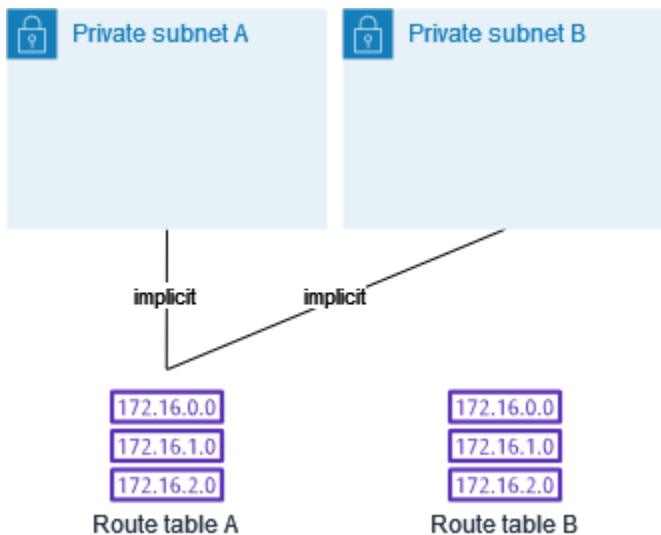 Private subnet A
Private subnet B
implicit
implicit
172.16.0.0
172.16.1.0
172.16.2.0
Route table A
172.16.0.0
172.16.1.0
172.16.2.0
Route table B